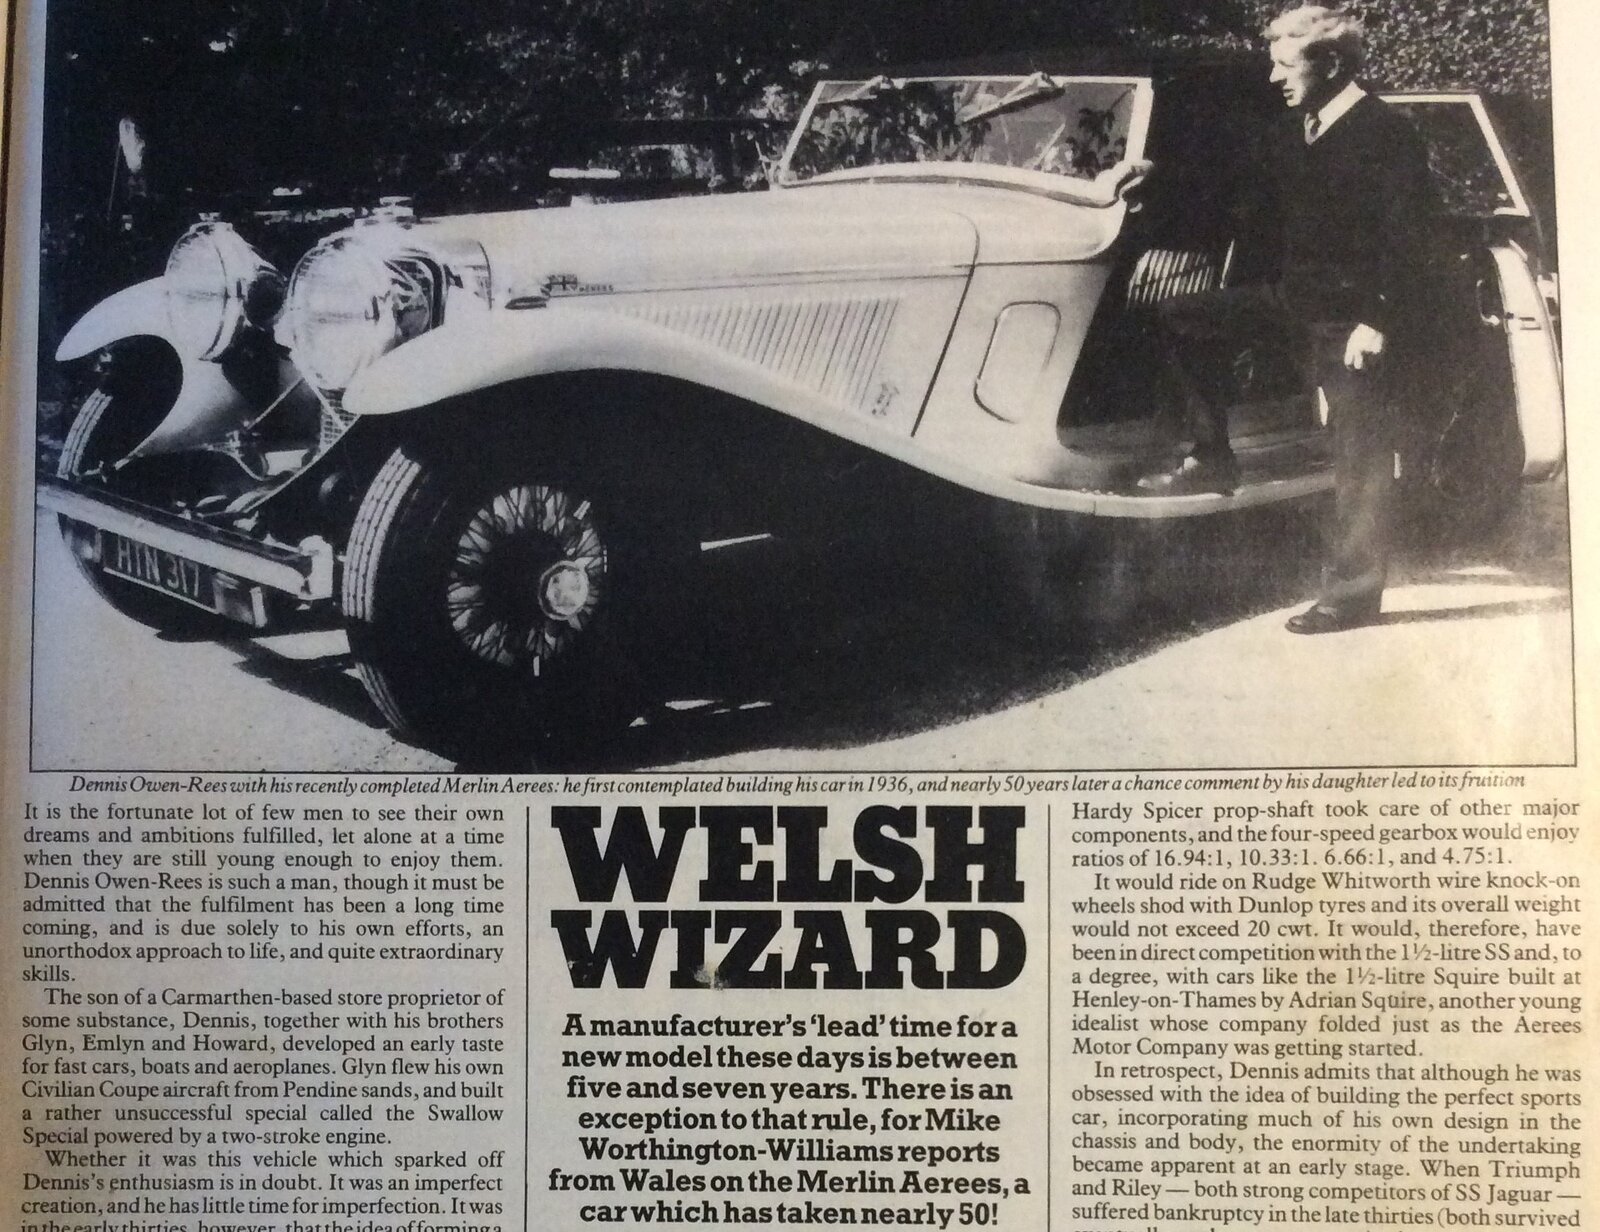 HTN 317
Dennis Owen-Rees with his recently completed Merlin Aerees: he first contemplated building his car in 1936, and nearly 50 years later a chance comment by his daughter led to its fruition
It is the fortunate lot of few men to see their own
dreams and ambitions fulfilled, let alone at a time
when they are still young enough to enjoy them.
Dennis Owen-Rees is such a man, though it must be
admitted that the fulfilment has been a long time
coming, and is due solely to his own efforts, an
unorthodox approach to life, and quite extraordinary
skills.
The son of a Carmarthen-based store proprietor of
some substance, Dennis, together with his brothers
Glyn, Emlyn and Howard, developed an early taste
for fast cars, boats and aeroplanes. Glyn flew his own
Civilian Coupe aircraft from Pendine sands, and built
a rather unsuccessful special called the Swallow
Special powered by a two-stroke engine.
Whether it was this vehicle which sparked off
Dennis's enthusiasm is in doubt. It was an imperfect
creation, and he has little time for imperfection. It was
in the early thirties, however, that the idea of forming a
WELSH
WIZARD
A manufacturer's 'lead' time for a
new model these days is between
five and seven years. There is an
exception to that rule, for Mike
Worthington-Williams reports
from Wales on the Merlin Aerees, a
car which has taken nearly 50!
Hardy Spicer prop-shaft took care of other major
components, and the four-speed gearbox would enjoy
ratios of 16.94:1, 10.33:1. 6.66:1, and 4.75:1.
It would ride on Rudge Whitworth wire knock-on
wheels shod with Dunlop tyres and its overall weight
would not exceed 20 cwt. It would, therefore, have
been in direct competition with the 1½-litre SS and, to
a degree, with cars like the 1½-litre Squire built at
Henley-on-Thames by Adrian Squire, another young
idealist whose company folded just as the Aerees
Motor Company was getting started.
In retrospect, Dennis admits that although he was
obsessed with the idea of building the perfect sports
car, incorporating much of his own design in the
chassis and body, the enormity of the undertaking
became apparent at an early stage. When Triumph
and Riley — both strong competitors of SS Jaguar —
suffered bankruptcy in the late thirties (both survived